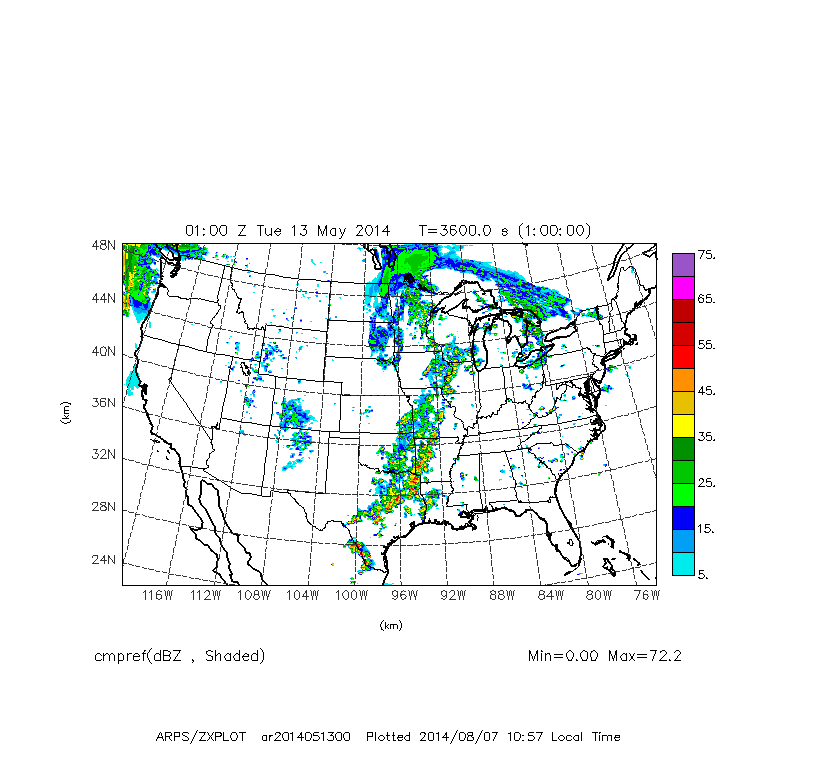 01:00 Z Tue 13 May 2014 T=3600.0 s (1:00:00)
48N
44N
40N
36N
32N
28N
24N
(km)
116W 112W 108W 104W 100W 96W 92W 88W 84W 80W 76W
(km)
75.
65.
55.
45.
35.
25.
15.
5.
cmpref(dBZ , Shaded)
Min=0.00 Max=72.2
ARPS/ZXPLOT ar2014051300 Plotted 2014/08/07 10:57 Local Time